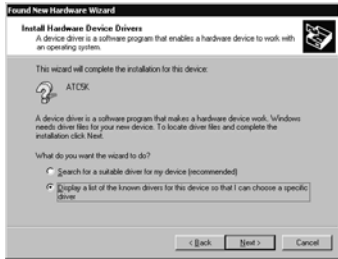 Found New Hardware Wizard
Install Hardware Device Drivers
A device driver is a software program that enables a hardware device to work with
an operating system.
This wizard will complete the installation for this device:
ATC5K
A device driver is a software program that makes a hardware device work. Windows
needs driver files for your new device. To locate driver files and complete the
installation click Next.
What do you want the wizard to do?
Search for a suitable driver for my device (recommended)
Display a list of the known drivers for this device so that I can choose a specific
driver
< Back Next > Cancel